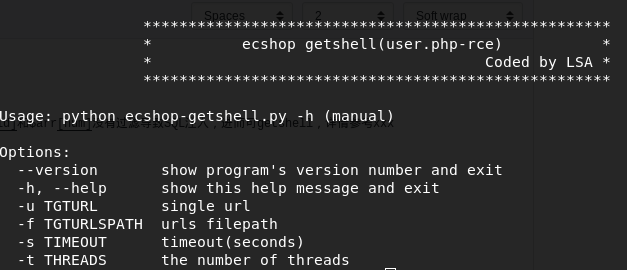 Spaces 2 Soft wrap
****************************************************
* ecshop getshell(user.php-rce) *
* Coded by LSA *
****************************************************
Usage: python ecshop-getshell.py -h (manual)
Options:
--version show program's version number and exit
-h, --help show this help message and exit
-u TGTURL single url
-f TGTURLSPATH urls filepath
-s TIMEOUT timeout(seconds)
-t THREADS the number of threads